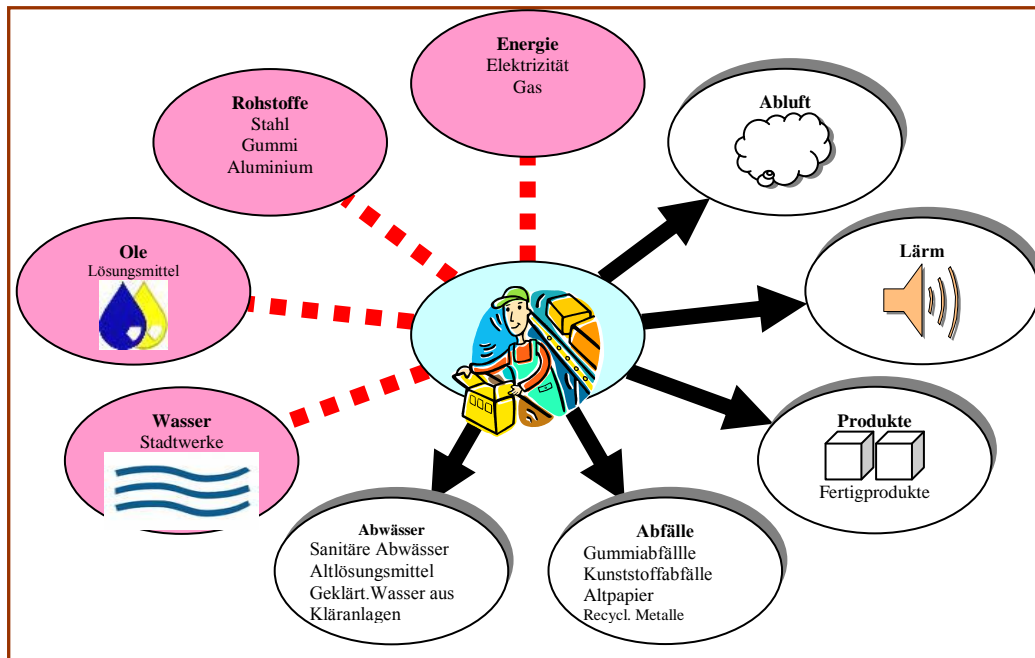 Energie
Elektrizität
Gas
Rohstoffe
Stahl
Gummi
Aluminium
Abluft
Ole
Lösungsmittel
Lärm
Wasser
Stadtwerke
Produkte
Fertigprodukte
Abwässer
Sanitäre Abwässer
Altlösungsmittel
Geklärt.Wasser aus
Kläranlagen
Abfälle
Gummiabfällle
Kunststoffabfälle
Altpapier
Recycl. Metalle